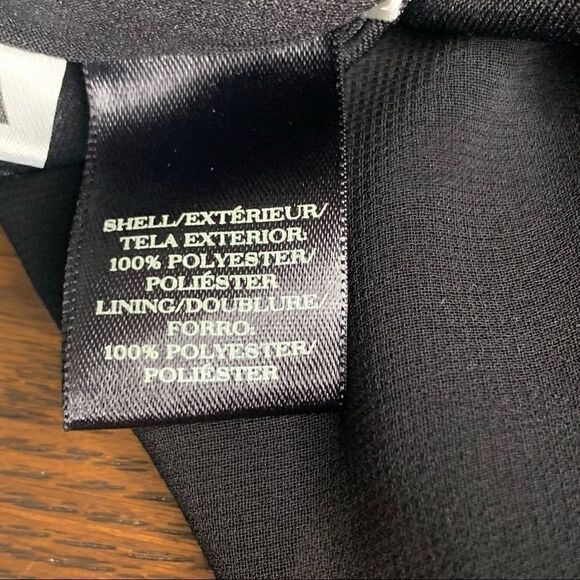 SHELL/EXTÉRIEUR/
TELA EXTERIOR:
100% POLYESTER/
POLIÉSTER
LINING/DOUBLURE/
FORRO:
100% POLYESTER/
POLIÉSTER